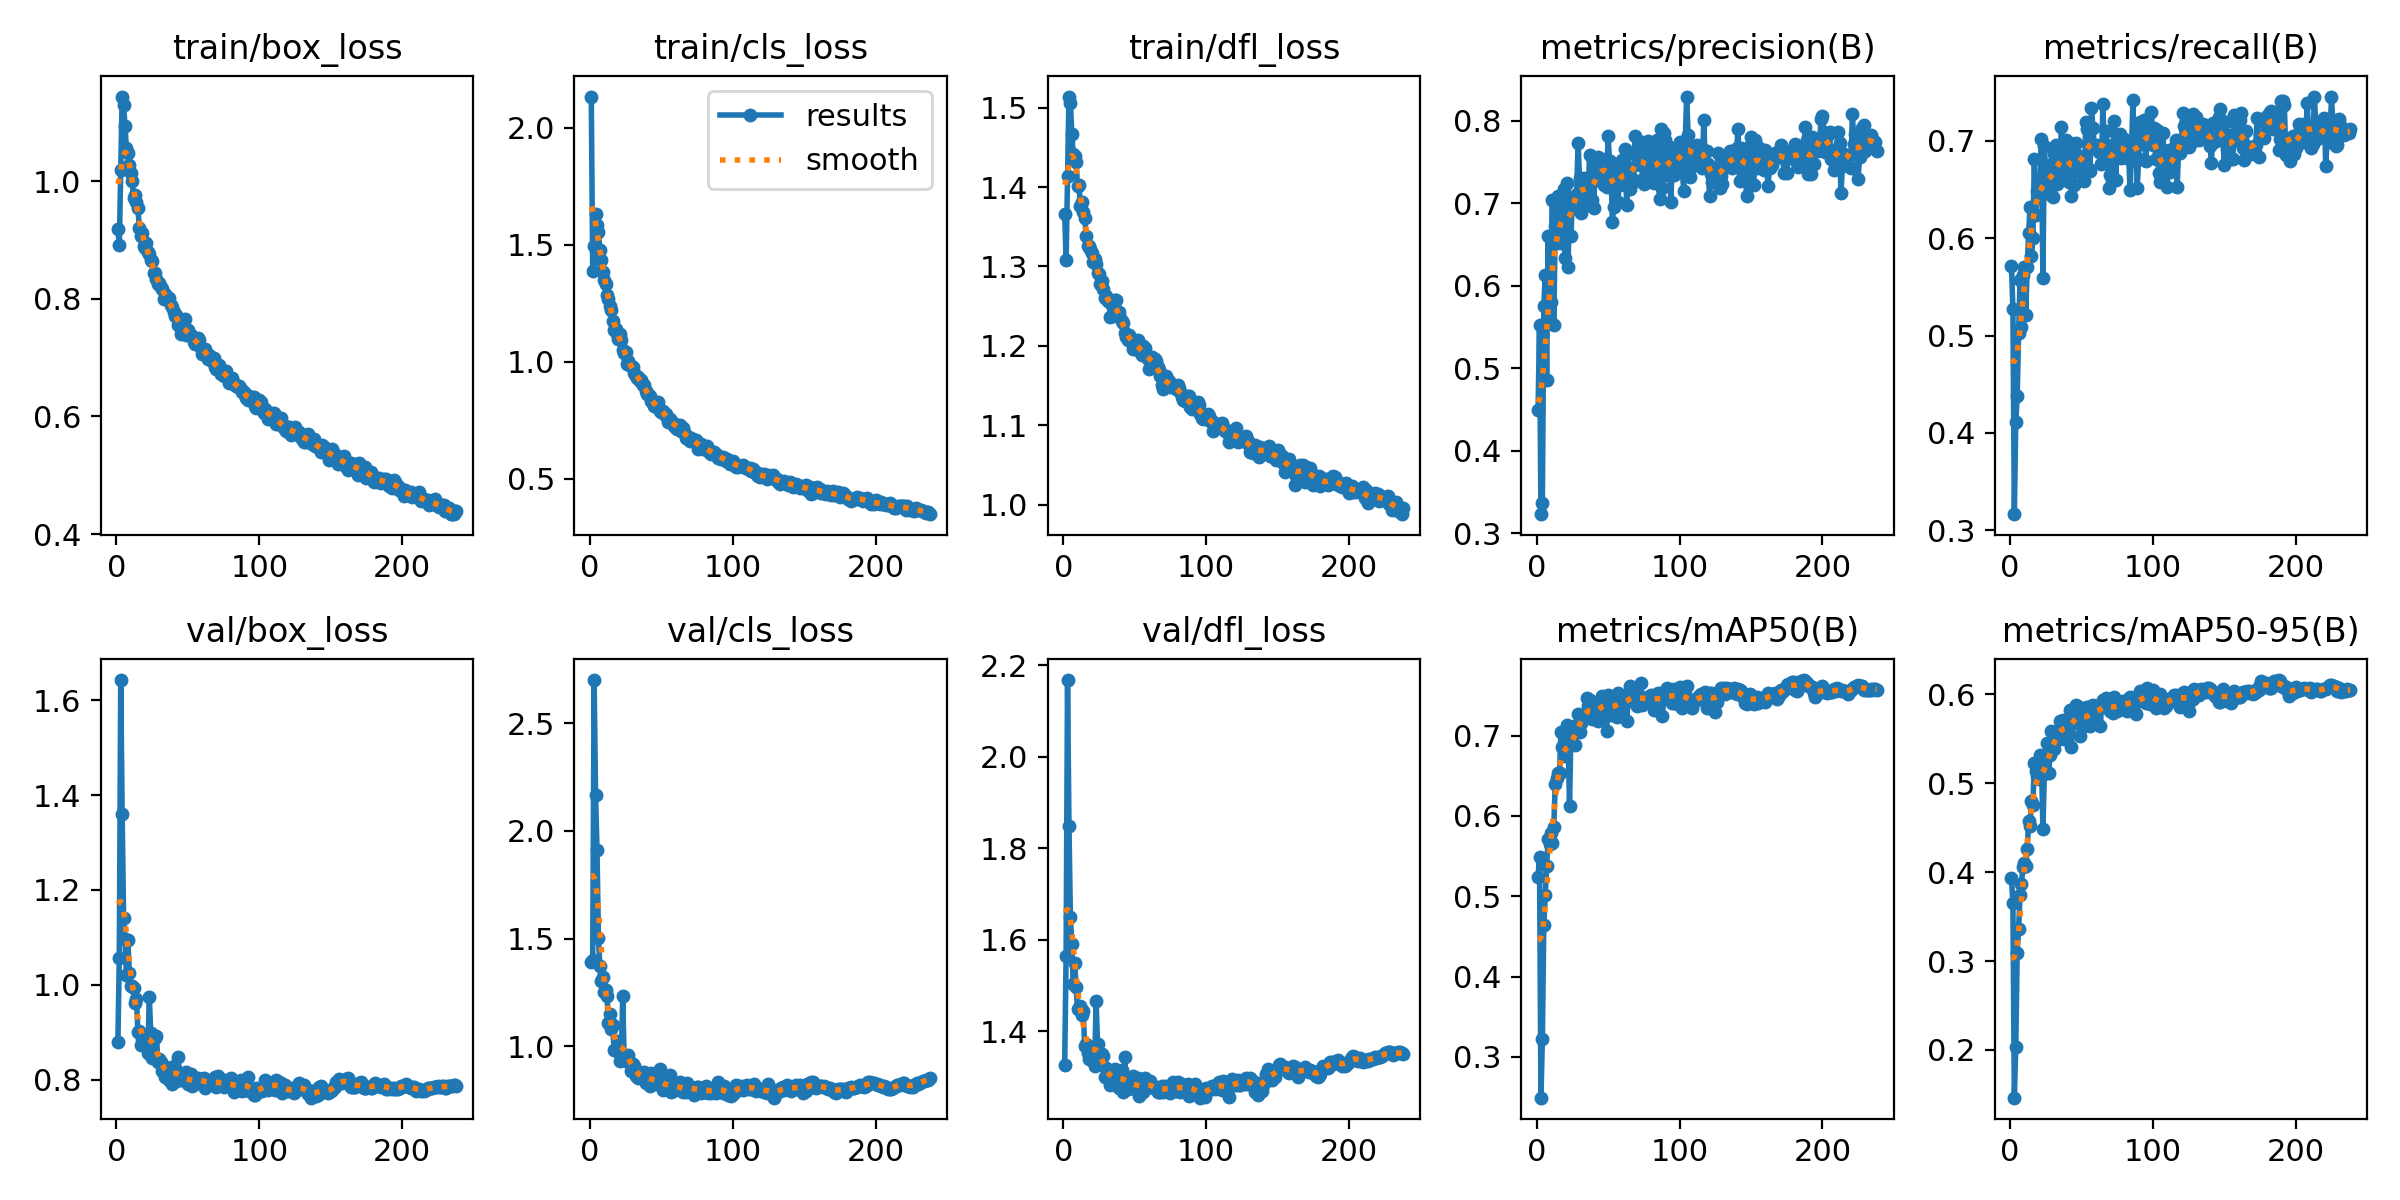 train/box_loss
1.0
0.8
0.6
0.4
0 100 200
train/cls_loss
results
smooth
2.0
1.5
1.0
0.5
0 100 200
train/dfl_loss
1.5
1.4
1.3
1.2
1.1
1.0
0 100 200
metrics/precision(B)
0.8
0.7
0.6
0.5
0.4
0.3
0 100 200
metrics/recall(B)
0.7
0.6
0.5
0.4
0.3
0 100 200
val/box_loss
1.6
1.4
1.2
1.0
0.8
0 100 200
val/cls_loss
2.5
2.0
1.5
1.0
0 100 200
val/dfl_loss
2.2
2.0
1.8
1.6
1.4
0 100 200
metrics/mAP50(B)
0.7
0.6
0.5
0.4
0.3
0 100 200
metrics/mAP50-95(B)
0.6
0.5
0.4
0.3
0.2
0 100 200